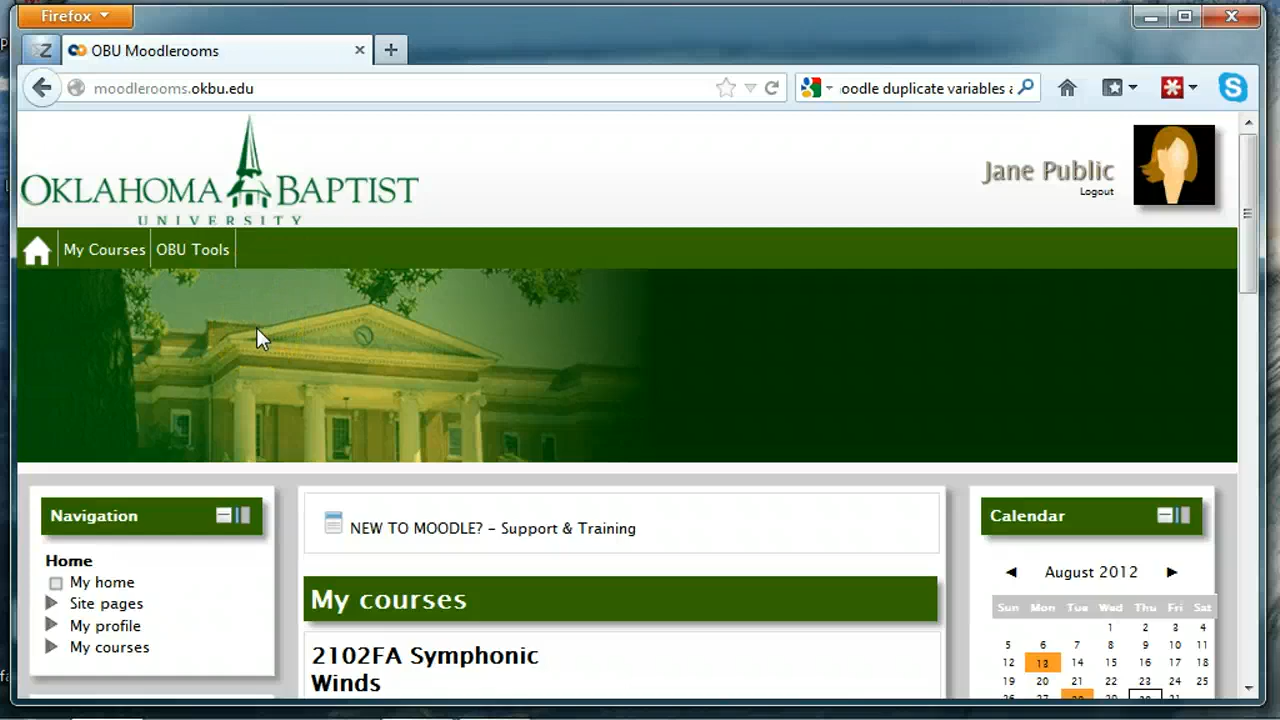 Firefox
OBU Moodlerooms
moodlerooms.okbu.edu
oodle duplicate variables
OKLAHOMA BAPTIST
UNIVERSITY
Jane Public
Logout
My Courses
OBU Tools
Navigation
Home
My home
Site pages
My profile
My courses
NEW TO MOODLE? – Support & Training
My courses
2102FA Symphonic
Winds
Calendar
◄ August 2012 ►
Sun Mon Tue Wed Thu Fri Sat
1 2 3 4
5 6 7 8 9 10 11
12 13 14 15 16 17 18
19 20 21 22 23 24 25